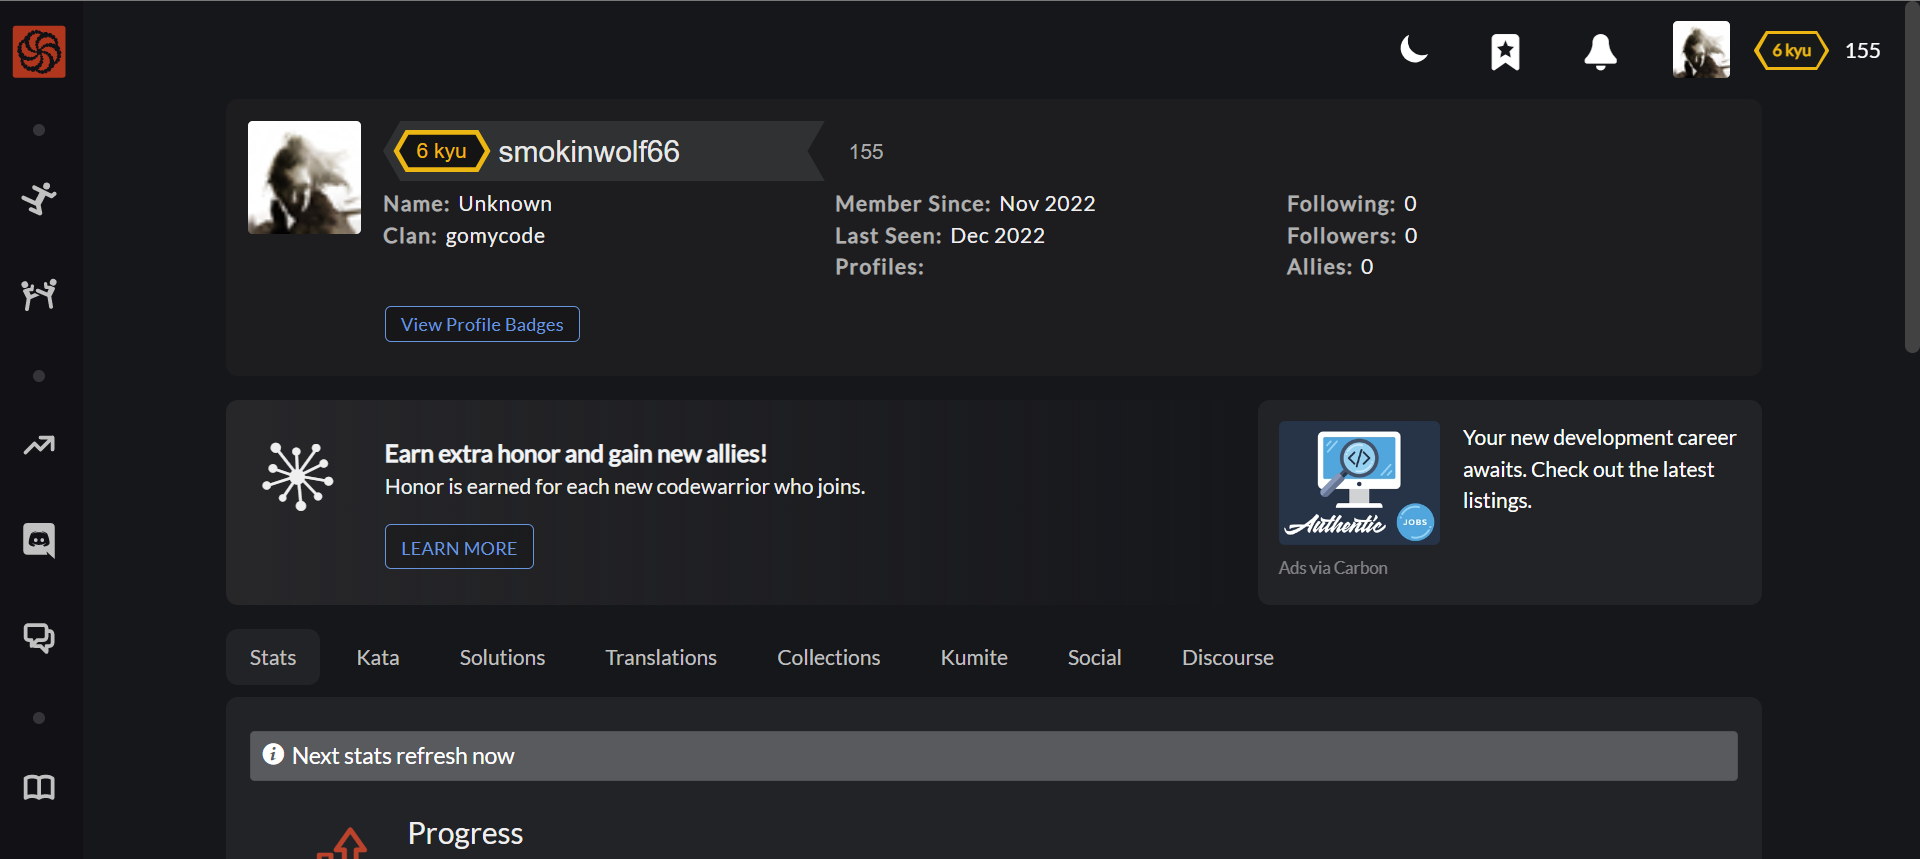 6 kyu 155
6 kyu smokinwolf66 155
Name: Unknown
Clan: gomycode
Member Since: Nov 2022
Last Seen: Dec 2022
Profiles:
Following: 0
Followers: 0
Allies: 0
View Profile Badges
Earn extra honor and gain new allies!
Honor is earned for each new codewarrior who joins.
LEARN MORE
</>
Authentic JOBS
Your new development career
awaits. Check out the latest
listings.
Ads via Carbon
Stats Kata Solutions Translations Collections Kumite Social Discourse
Next stats refresh now
Progress